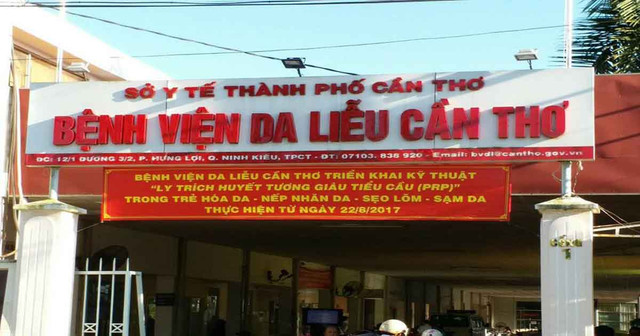 SỞ Y TẾ THÀNH PHỐ CẦN THƠ
BỆNH VIỆN DA LIỄU CẦN THƠ
ĐC: 12/1 ĐƯỜNG 3/2, P. HƯNG LỢI, Q. NINH KIỀU, TPCT - ĐT: 07103. 838 920 - Email: bvdl@cantho.gov.vn
BỆNH VIỆN DA LIỄU CẦN THƠ TRIỂN KHAI KỸ THUẬT
"LY TRÍCH HUYẾT TƯƠNG GIÀU TIỂU CẦU (PRP)"
TRONG TRẺ HÓA DA - NẾP NHĂN DA - SẸO LÕM - SẠM DA
THỰC HIỆN TỪ NGÀY 22/8/2017